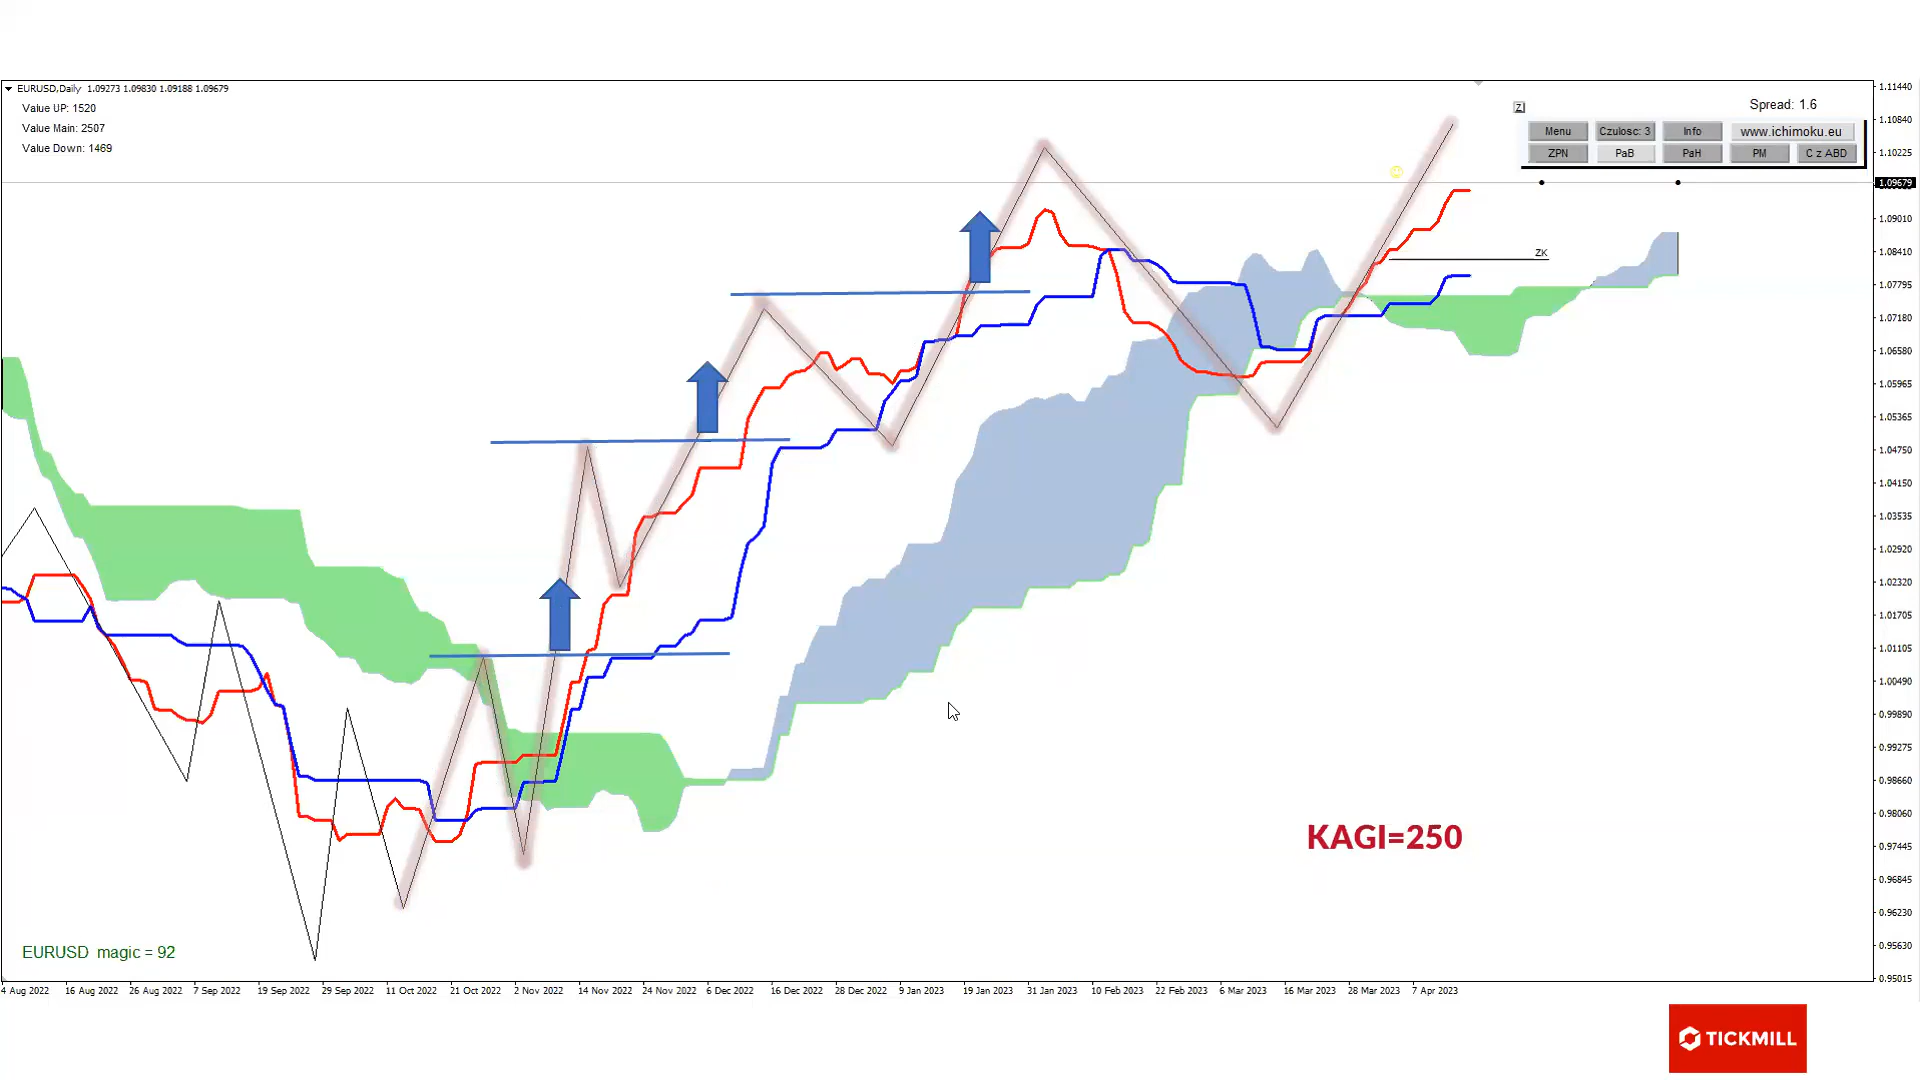 EURUSD,Daily 1.09273 1.09830 1.09188 1.09679
Value UP: 1520
Value Main: 2507
Value Down: 1469
Spread: 1.6
Z
Menu Czulosc: 3 Info www.ichimoku.eu
ZPN PaB PaH PM C z ABD
ZK
1.11440
1.10840
1.10225
1.09679
1.09010
1.08410
1.07795
1.07180
1.06580
1.05965
1.05365
1.04750
1.04150
1.03535
1.02920
1.02320
1.01705
1.01105
1.00490
0.99890
0.99275
0.98660
0.98060
0.97445
0.96845
0.96230
0.95630
0.95015
KAGI=250
EURUSD magic = 92
4 Aug 2022 16 Aug 2022 26 Aug 2022 7 Sep 2022 19 Sep 2022 29 Sep 2022 11 Oct 2022 21 Oct 2022 2 Nov 2022 14 Nov 2022 24 Nov 2022 6 Dec 2022 16 Dec 2022 28 Dec 2022 9 Jan 2023 19 Jan 2023 31 Jan 2023 10 Feb 2023 22 Feb 2023 6 Mar 2023 16 Mar 2023 28 Mar 2023 7 Apr 2023
TICKMILL